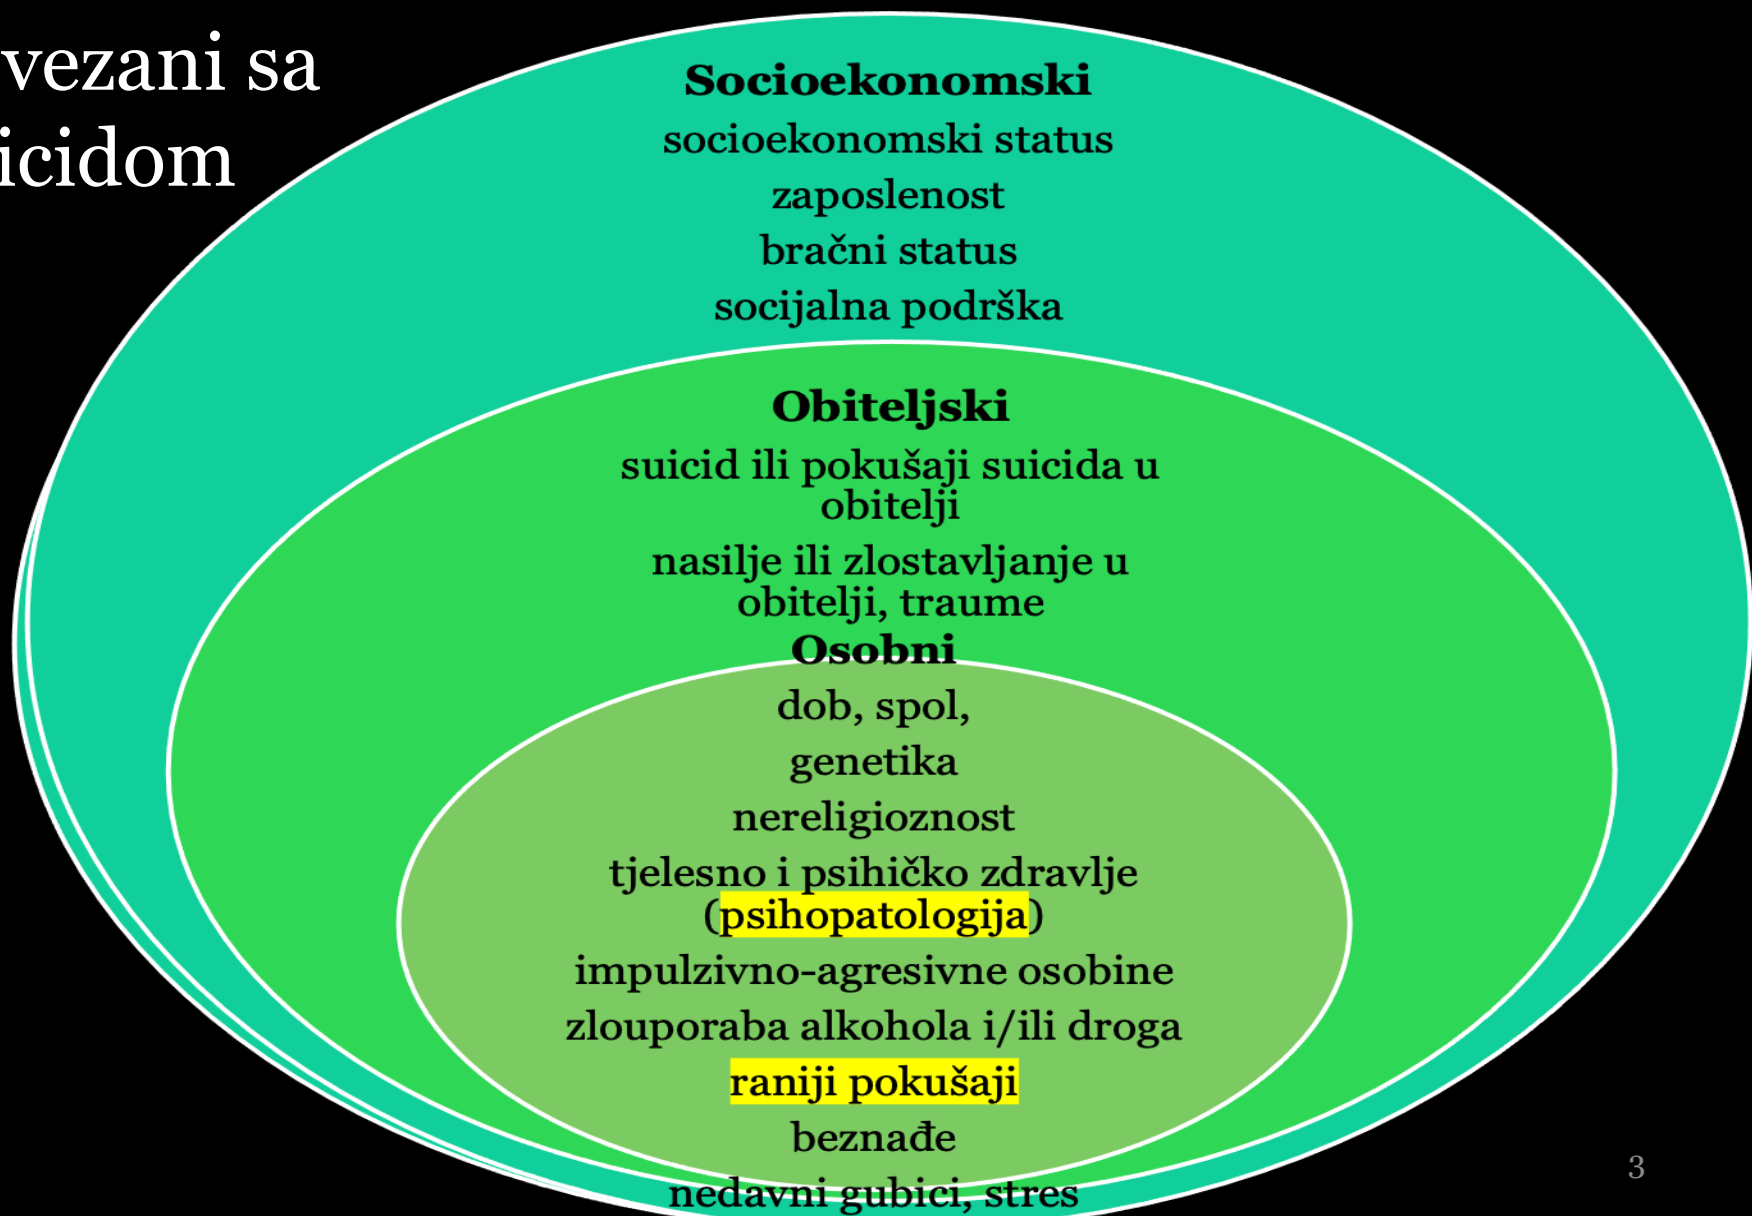 vezani sa
icidom
Socioekonomski
socioekonomski status
zaposlenost
bračni status
socijalna podrška
Obiteljski
suicid ili pokušaji suicida u
obitelji
nasilje ili zlostavljanje u
obitelji, traume
Osobni
dob, spol,
genetika
nereligioznost
tjelesno i psihičko zdravlje
(psihopatologija)
impulzivno-agresivne osobine
zlouporaba alkohola i/ili droga
raniji pokušaji
beznađe
nedavni gubici, stres
3